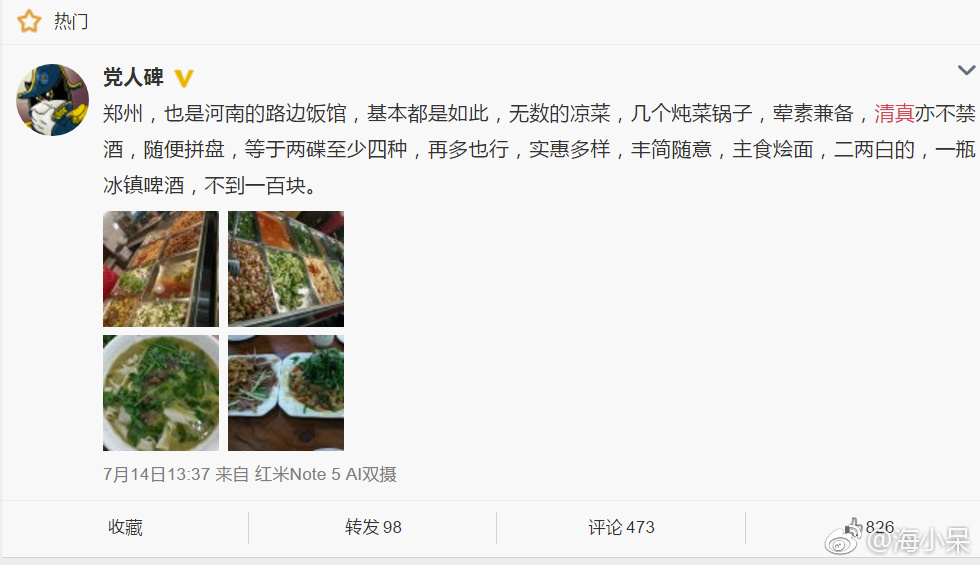 热门
党人碑
郑州，也是河南的路边饭馆，基本都是如此，无数的凉菜，几个炖菜锅子，荤素兼备，清真亦不禁
酒，随便拼盘，等于两碟至少四种，再多也行，实惠多样，丰简随意，主食烩面，二两白的，一瓶
冰镇啤酒，不到一百块。
7月14日13:37 来自 红米Note 5 AI双摄
收藏 转发 98 评论 473 826
@海小呆